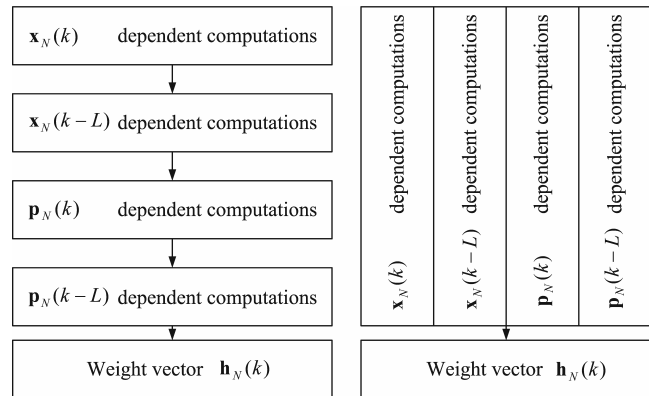 x_N(k) dependent computations
x_N(k − L) dependent computations
p_N(k) dependent computations
p_N(k − L) dependent computations
Weight vector h_N(k)
x_N(k) dependent computations
x_N(k − L) dependent computations
p_N(k) dependent computations
p_N(k − L) dependent computations
Weight vector h_N(k)